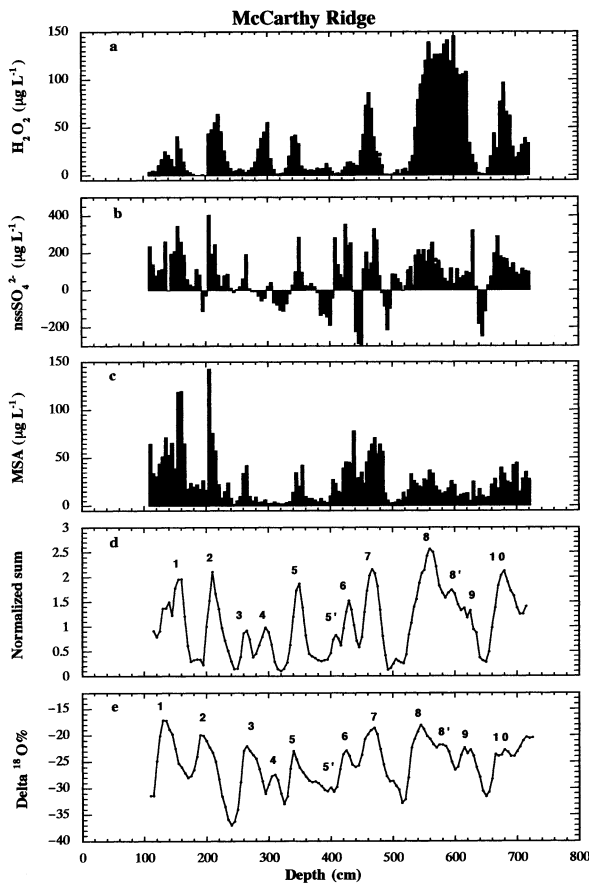 McCarthy Ridge
a
H₂O₂ (µg L⁻¹)
150
100
50
0
b
nssSO₄²⁻ (µg L⁻¹)
400
200
0
−200
c
MSA (µg L⁻¹)
150
100
50
0
d
Normalized sum
3
2.5
2
1.5
1
0.5
0
1 2 3 4 5 5' 6 7 8 8' 9 10
e
Delta ¹⁸O%
−15
−20
−25
−30
−35
−40
1 2 3 4 5 5' 6 7 8 8' 9 10
0 100 200 300 400 500 600 700 800
Depth (cm)